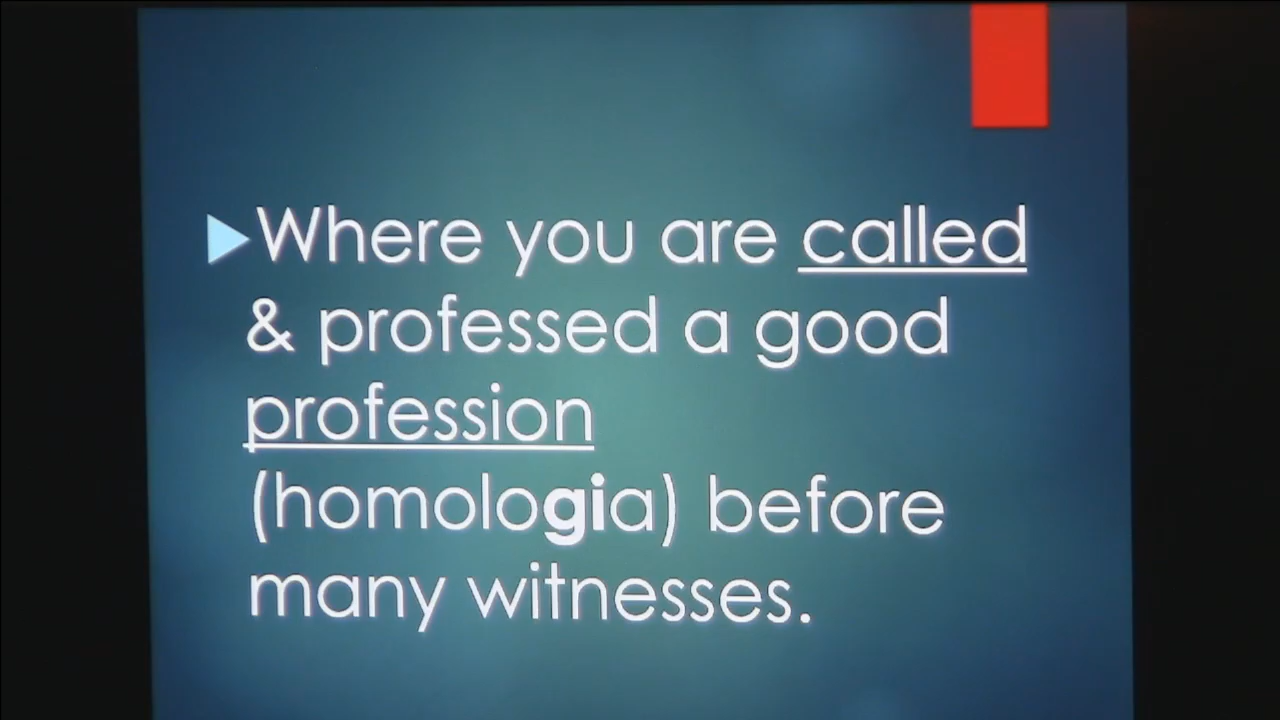 Where you are called
& professed a good
profession
(homologia) before
many witnesses.